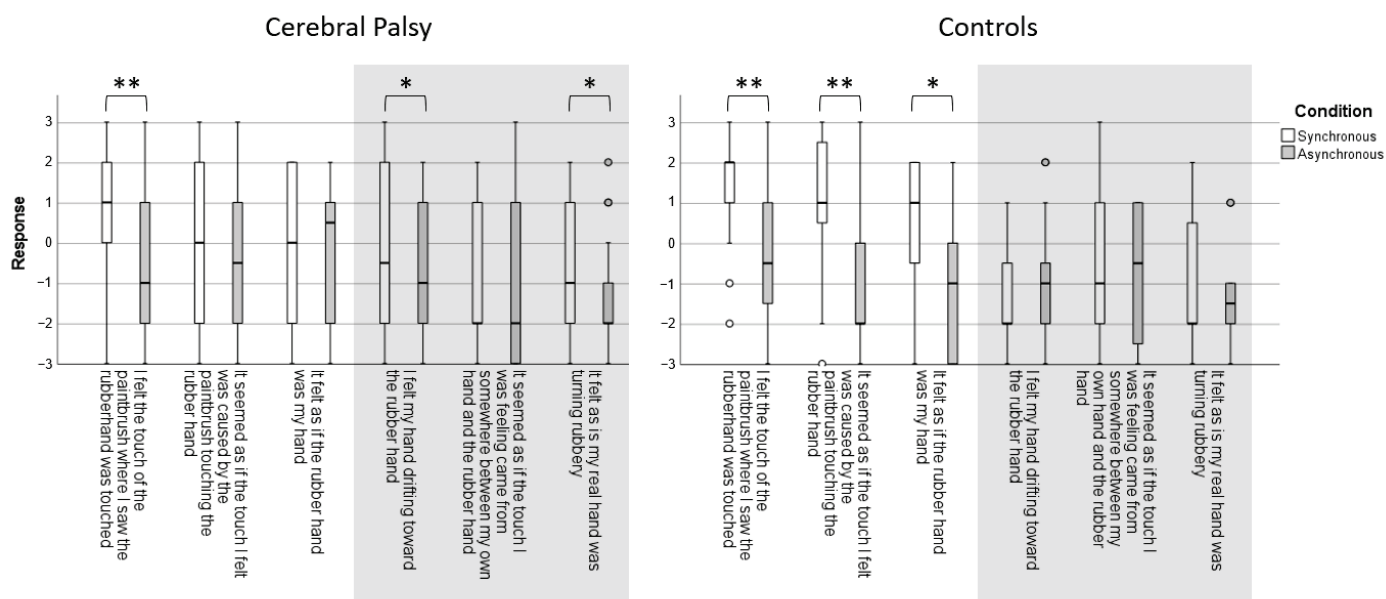 Cerebral Palsy
Controls
**
*
*
**
**
*
Response
3
2
1
0
−1
−2
−3
3
2
1
0
−1
−2
−3
Condition
Synchronous
Asynchronous
I felt the touch of the
paintbrush where I saw the
rubberhand was touched
It seemed as if the touch I felt
was caused by the
paintbrush touching the
rubber hand
It felt as if the rubber hand
was my hand
I felt my hand drifting toward
the rubber hand
It seemed as if the touch I
was feeling came from
somewhere between my own
hand and the rubber hand
It felt as is my real hand was
turning rubbery
I felt the touch of the
paintbrush where I saw the
rubberhand was touched
It seemed as if the touch I felt
was caused by the
paintbrush touching the
rubber hand
It felt as if the rubber hand
was my hand
I felt my hand drifting toward
the rubber hand
It seemed as if the touch I
was feeling came from
somewhere between my
own hand and the rubber
hand
It felt as is my real hand was
turning rubbery